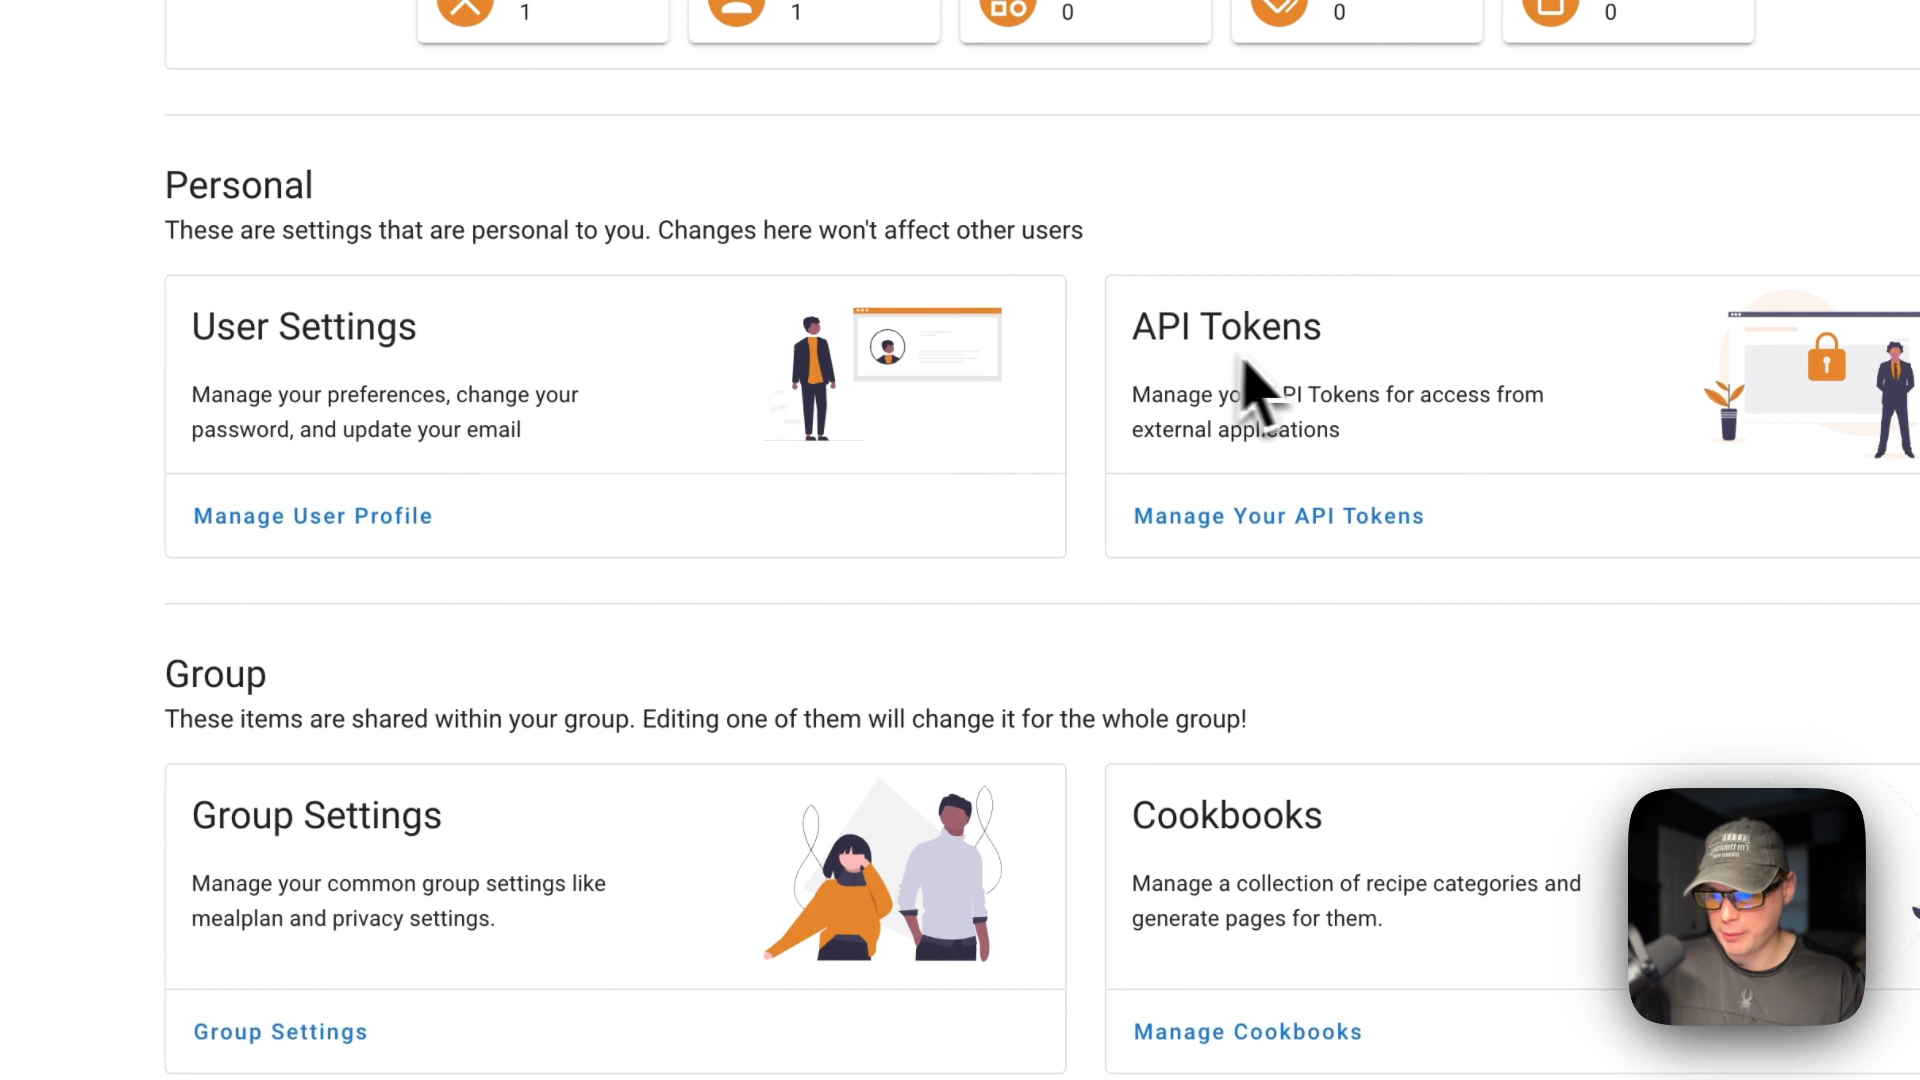 1 1 0 0 0
Personal
These are settings that are personal to you. Changes here won't affect other users
User Settings
Manage your preferences, change your
password, and update your email
Manage User Profile
API Tokens
Manage PI Tokens for access from
external applications
Manage Your API Tokens
Group
These items are shared within your group. Editing one of them will change it for the whole group!
Group Settings
Manage your common group settings like
mealplan and privacy settings.
Group Settings
Cookbooks
Manage a collection of recipe categories and
generate pages for them.
Manage Cookbooks